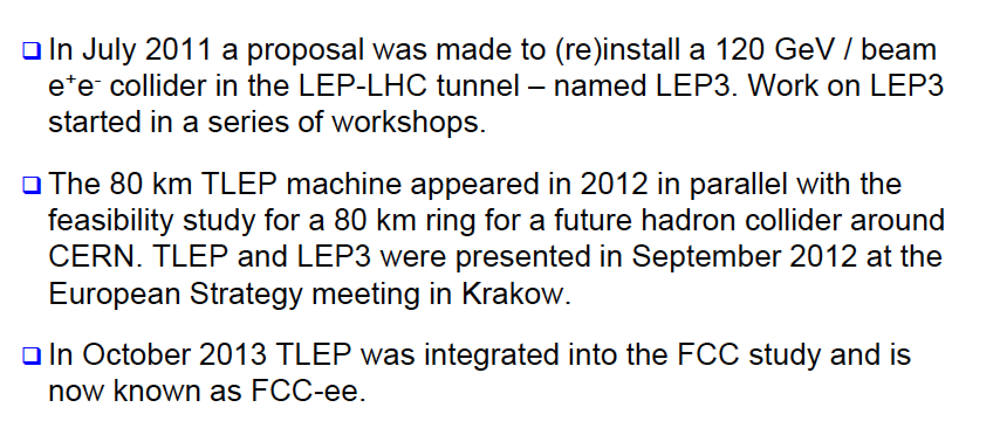 ❑ In July 2011 a proposal was made to (re)install a 120 GeV / beam
e⁺e⁻ collider in the LEP-LHC tunnel – named LEP3. Work on LEP3
started in a series of workshops.
❑ The 80 km TLEP machine appeared in 2012 in parallel with the
feasibility study for a 80 km ring for a future hadron collider around
CERN. TLEP and LEP3 were presented in September 2012 at the
European Strategy meeting in Krakow.
❑ In October 2013 TLEP was integrated into the FCC study and is
now known as FCC-ee.